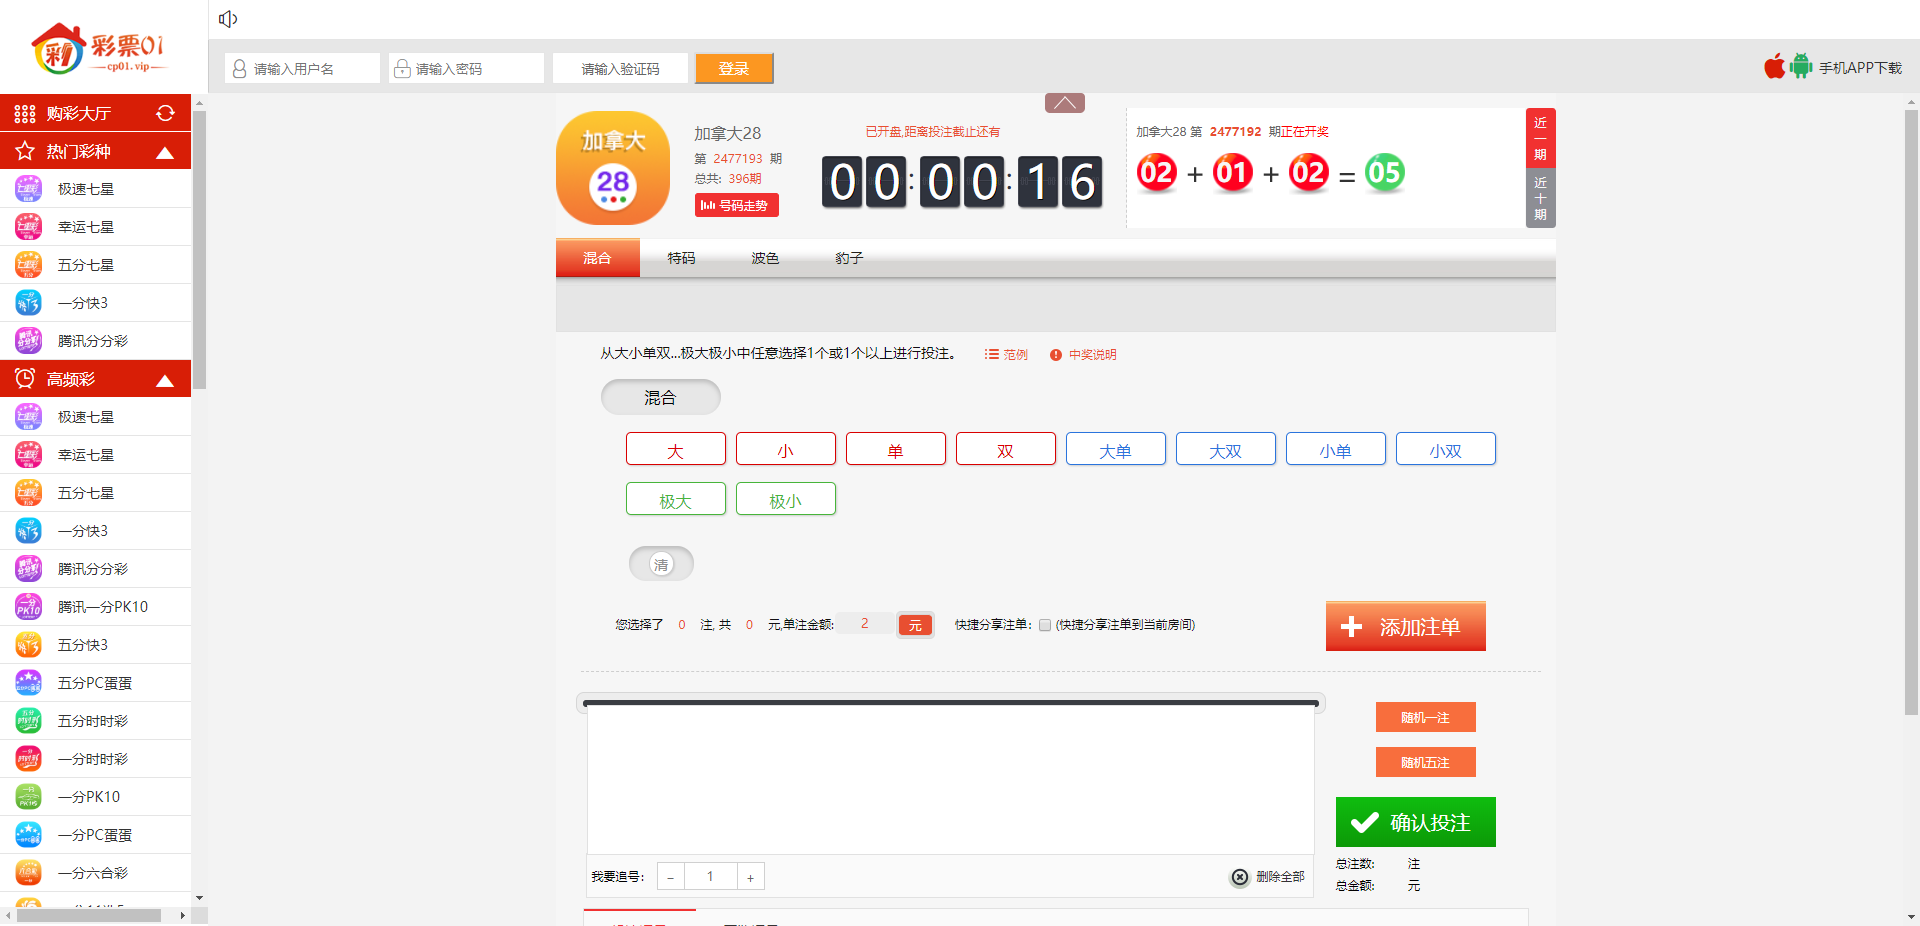 彩票01
cp01.vip
请输入用户名
请输入密码
请输入验证码
登录
手机APP下载
购彩大厅
热门彩种
极速七星
幸运七星
五分七星
一分快3
腾讯分分彩
高频彩
极速七星
幸运七星
五分七星
一分快3
腾讯分分彩
腾讯一分PK10
五分快3
五分PC蛋蛋
五分时时彩
一分时时彩
一分PK10
一分PC蛋蛋
一分六合彩
加拿大
28
加拿大28
第 2477193 期
总共: 396期
号码走势
已开盘,距离投注截止还有
00:00:16
加拿大28 第 2477192 期正在开奖
02 + 01 + 02 = 05
近一期
近十期
混合 特码 波色 豹子
从大小单双...极大极小中任意选择1个或1个以上进行投注。 范例 中奖说明
混合
大 小 单 双 大单 大双 小单 小双
极大 极小
清
您选择了 0 注, 共 0 元,单注金额: 2 元 快捷分享注单: (快捷分享注单到当前房间)
添加注单
随机一注
随机五注
确认投注
总注数: 注
总金额: 元
我要追号: - 1 +
删除全部